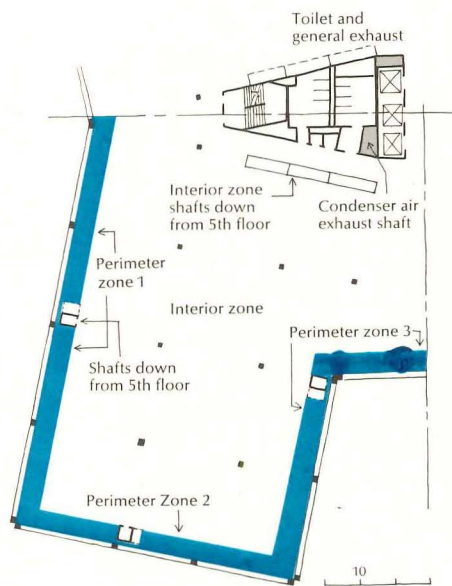 Toilet and
general exhaust
Interior zone
shafts down
from 5th floor
Condenser air
exhaust shaft
Perimeter
zone 1
Interior zone
Perimeter zone 3
Shafts down
from 5th floor
Perimeter Zone 2
10